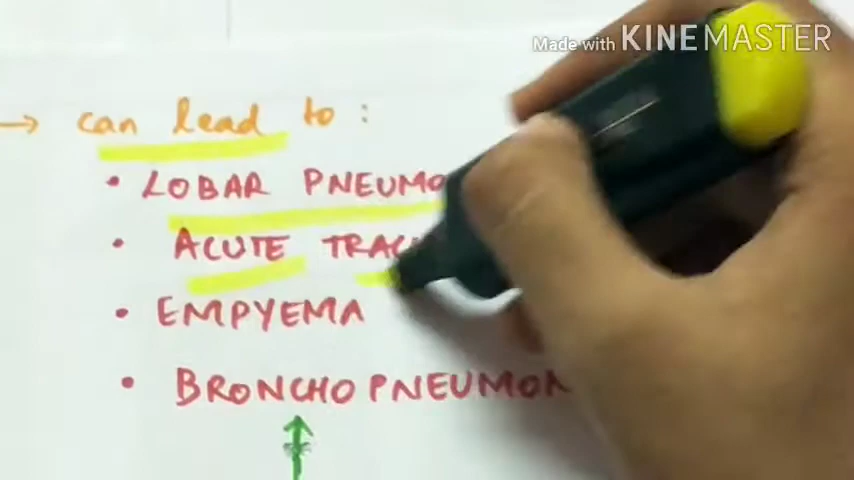 Made with KINEMASTER
→ can lead to :
• LOBAR PNEUMO
• ACUTE TRAC
• EMPYEMA
• BRONCHOPNEUMON